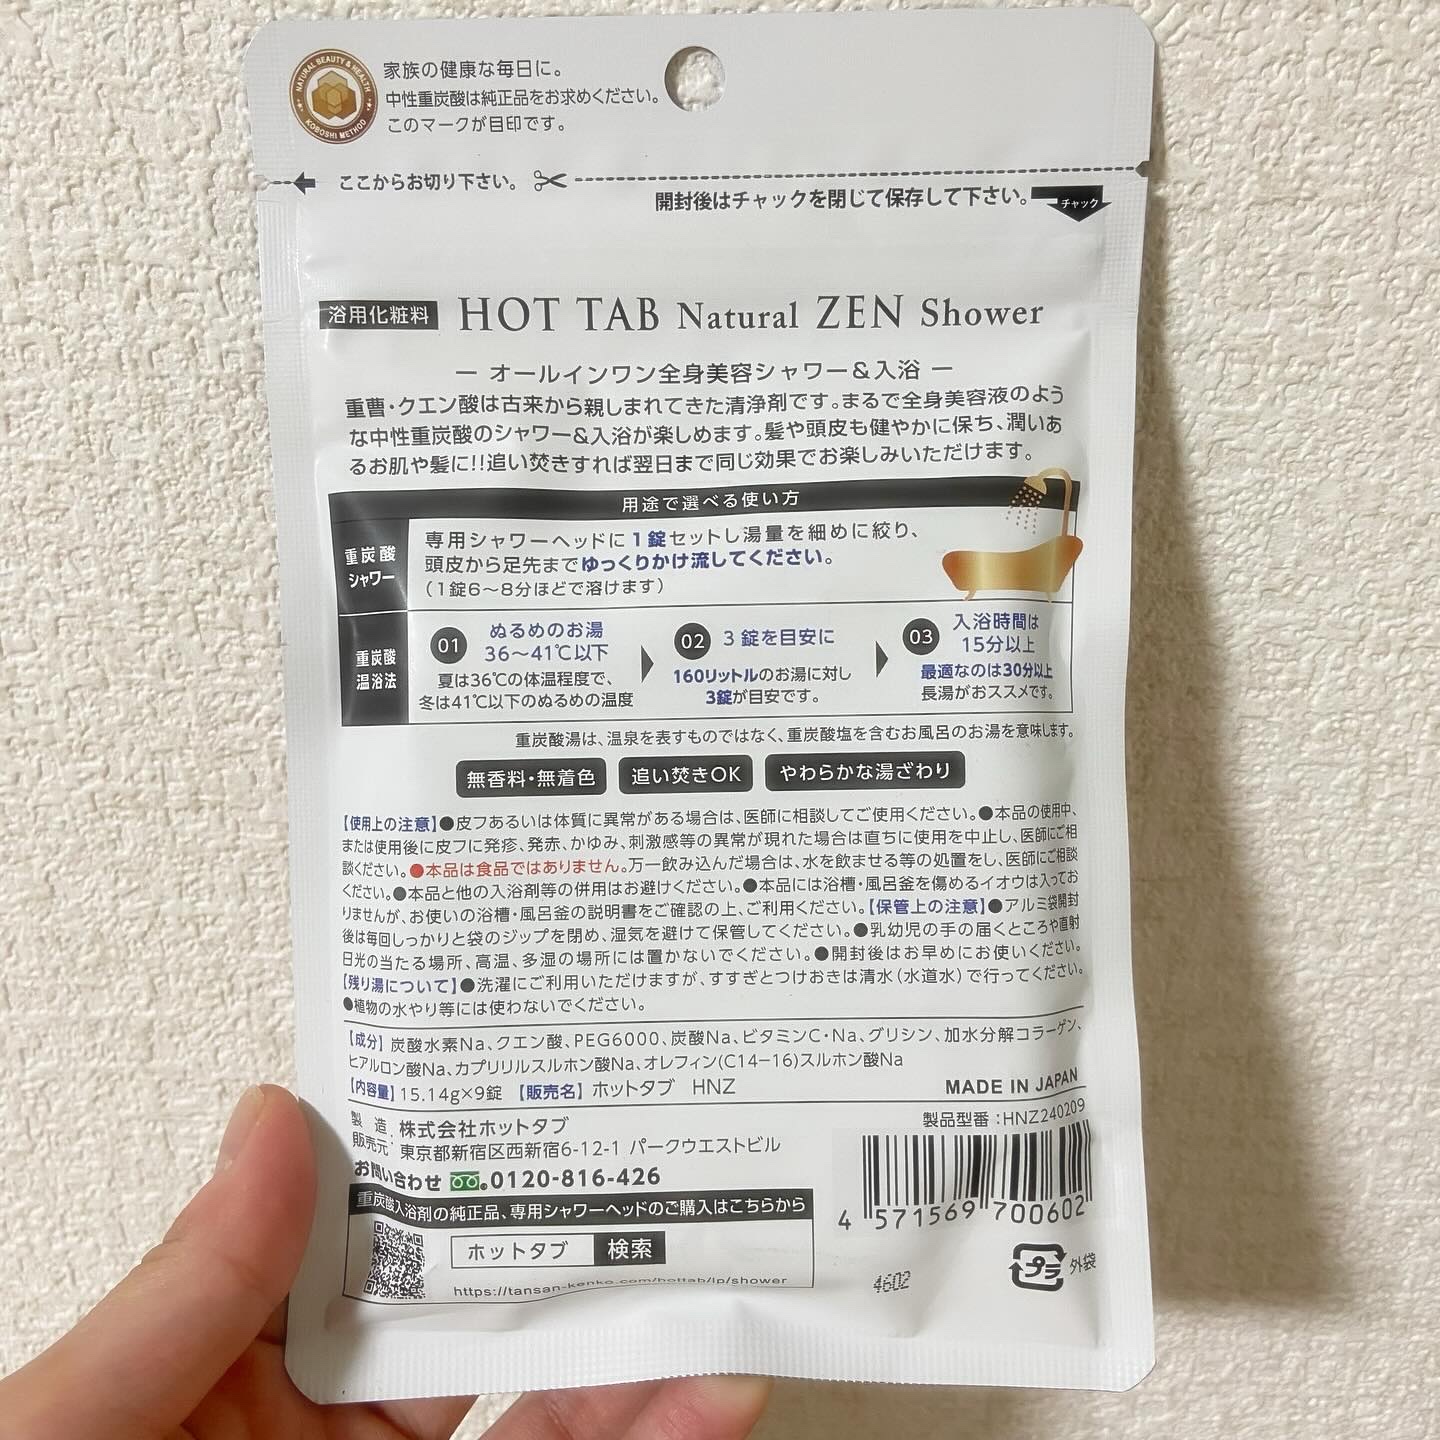 NATURAL BEAUTY & HEALTH
KOBOSHI METHOD
家族の健康な毎日に。
中性重炭酸は純正品をお求めください。
このマークが目印です。
ここからお切り下さい。
開封後はチャックを閉じて保存して下さい。
チャック
浴用化粧料 HOT TAB Natural ZEN Shower
― オールインワン全身美容シャワー&入浴 ―
重曹・クエン酸は古来から親しまれてきた清浄剤です。まるで全身美容液のよう
な中性重炭酸のシャワー&入浴が楽しめます。髪や頭皮も健やかに保ち、潤いあ
るお肌や髪に!!追い焚きすれば翌日まで同じ効果でお楽しみいただけます。
用途で選べる使い方
重炭酸
シャワー
専用シャワーヘッドに1錠セットし湯量を細めに絞り、
頭皮から足先までゆっくりかけ流してください。
(1錠6〜8分ほどで溶けます)
重炭酸
温浴法
01 ぬるめのお湯
36〜41℃以下
夏は36℃の体温程度で、
冬は41℃以下のぬるめの温度
02 3錠を目安に
160リットルのお湯に対し
3錠が目安です。
03 入浴時間は
15分以上
最適なのは30分以上
長湯がおススメです。
重炭酸湯は、温泉を表すものではなく、重炭酸塩を含むお風呂のお湯を意味します。
無香料・無着色 追い焚きOK やわらかな湯ざわり
【使用上の注意】●皮フあるいは体質に異常がある場合は、医師に相談してご使用ください。●本品の使用中、
または使用後に皮フに発疹、発赤、かゆみ、刺激感等の異常が現れた場合は直ちに使用を中止し、医師にご相
談ください。●本品は食品ではありません。万一飲み込んだ場合は、水を飲ませる等の処置をし、医師にご相談
ください。●本品と他の入浴剤等の併用はお避けください。●本品には浴槽・風呂釜を傷めるイオウは入ってお
りませんが、お使いの浴槽・風呂釜の説明書をご確認の上、ご利用ください。【保管上の注意】●アルミ袋開封
後は毎回しっかりと袋のジップを閉め、湿気を避けて保管してください。●乳幼児の手の届くところや直射
日光の当たる場所、高温、多湿の場所には置かないでください。●開封後はお早めにお使いください。
【残り湯について】●洗濯にご利用いただけますが、すすぎとつけおきは清水(水道水)で行ってください。
●植物の水やり等には使わないでください。
【成分】炭酸水素Na、クエン酸、PEG6000、炭酸Na、ビタミンC・Na、グリシン、加水分解コラーゲン、
ヒアルロン酸Na、カプリリルスルホン酸Na、オレフィン(C14−16)スルホン酸Na
【内容量】15.14g×9錠 【販売名】ホットタブ HNZ
MADE IN JAPAN
製造
販売元: 株式会社ホットタブ
東京都新宿区西新宿6-12-1 パークウエストビル
お問い合わせ 0120-816-426
重炭酸入浴剤の純正品、専用シャワーヘッドのご購入はこちらから
ホットタブ 検索
https://tansan-kenko.com/hottab/lp/shower
製品型番:HNZ240209
4 571569 700602
4602
プラ 外袋